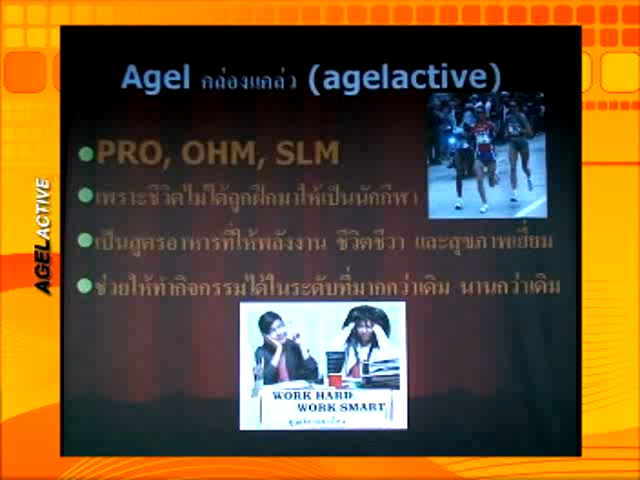 Agel คล่องแคล่ว (agelactive)
PRO, OHM, SLM
เพราะชีวิตไม่ได้ถูกฝึกมาให้เป็นนักกีฬา
เป็นสูตรอาหารที่ให้พลังงาน ชีวิตชีวา และสุขภาพเยี่ยม
ช่วยให้ทำกิจกรรมได้ในระดับที่มากกว่าเดิม นานกว่าเดิม
AGELACTIVE
WORK HARD
WORK SMART